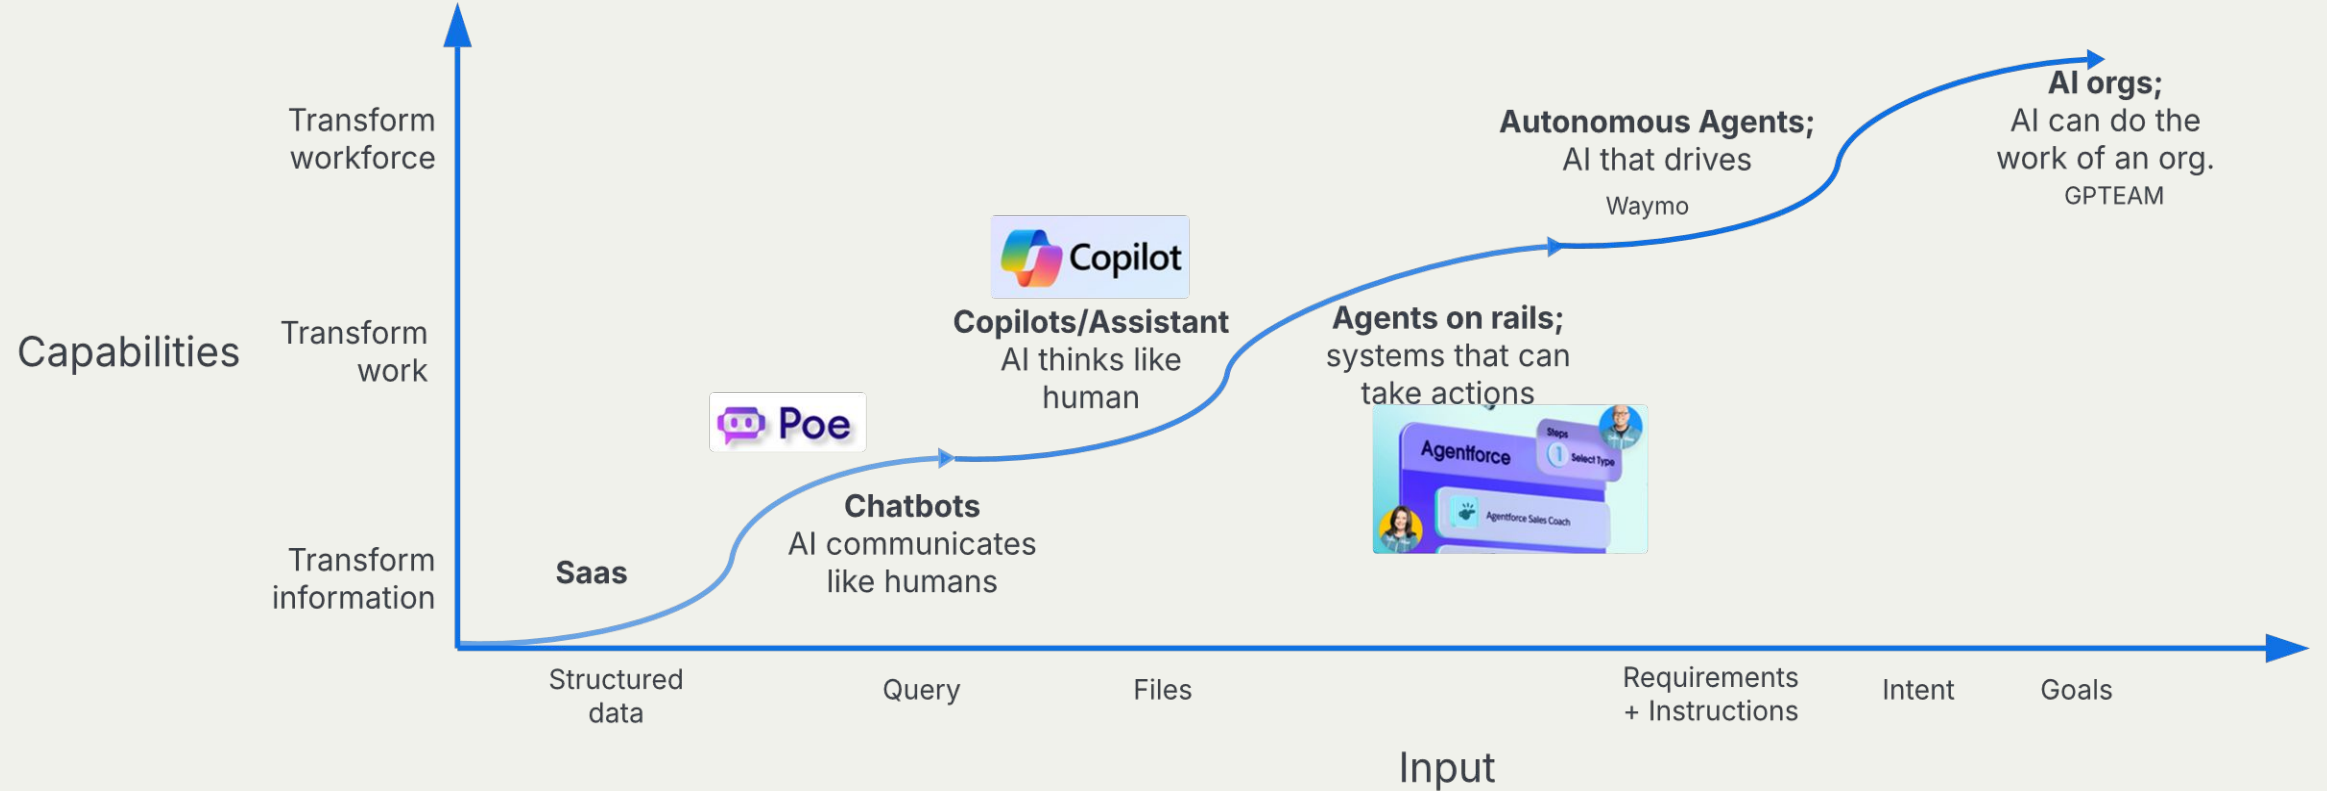 Capabilities
Transform
workforce
Transform
work
Transform
information
Saas
Poe
Chatbots
AI communicates
like humans
Copilot
Copilots/Assistant
AI thinks like
human
Agents on rails;
systems that can
take actions
Agentforce
Steps
1
Select Type
Agentforce Sales Coach
Autonomous Agents;
AI that drives
Waymo
AI orgs;
AI can do the
work of an org.
GPTEAM
Structured
data
Query
Files
Requirements
+ Instructions
Intent
Goals
Input